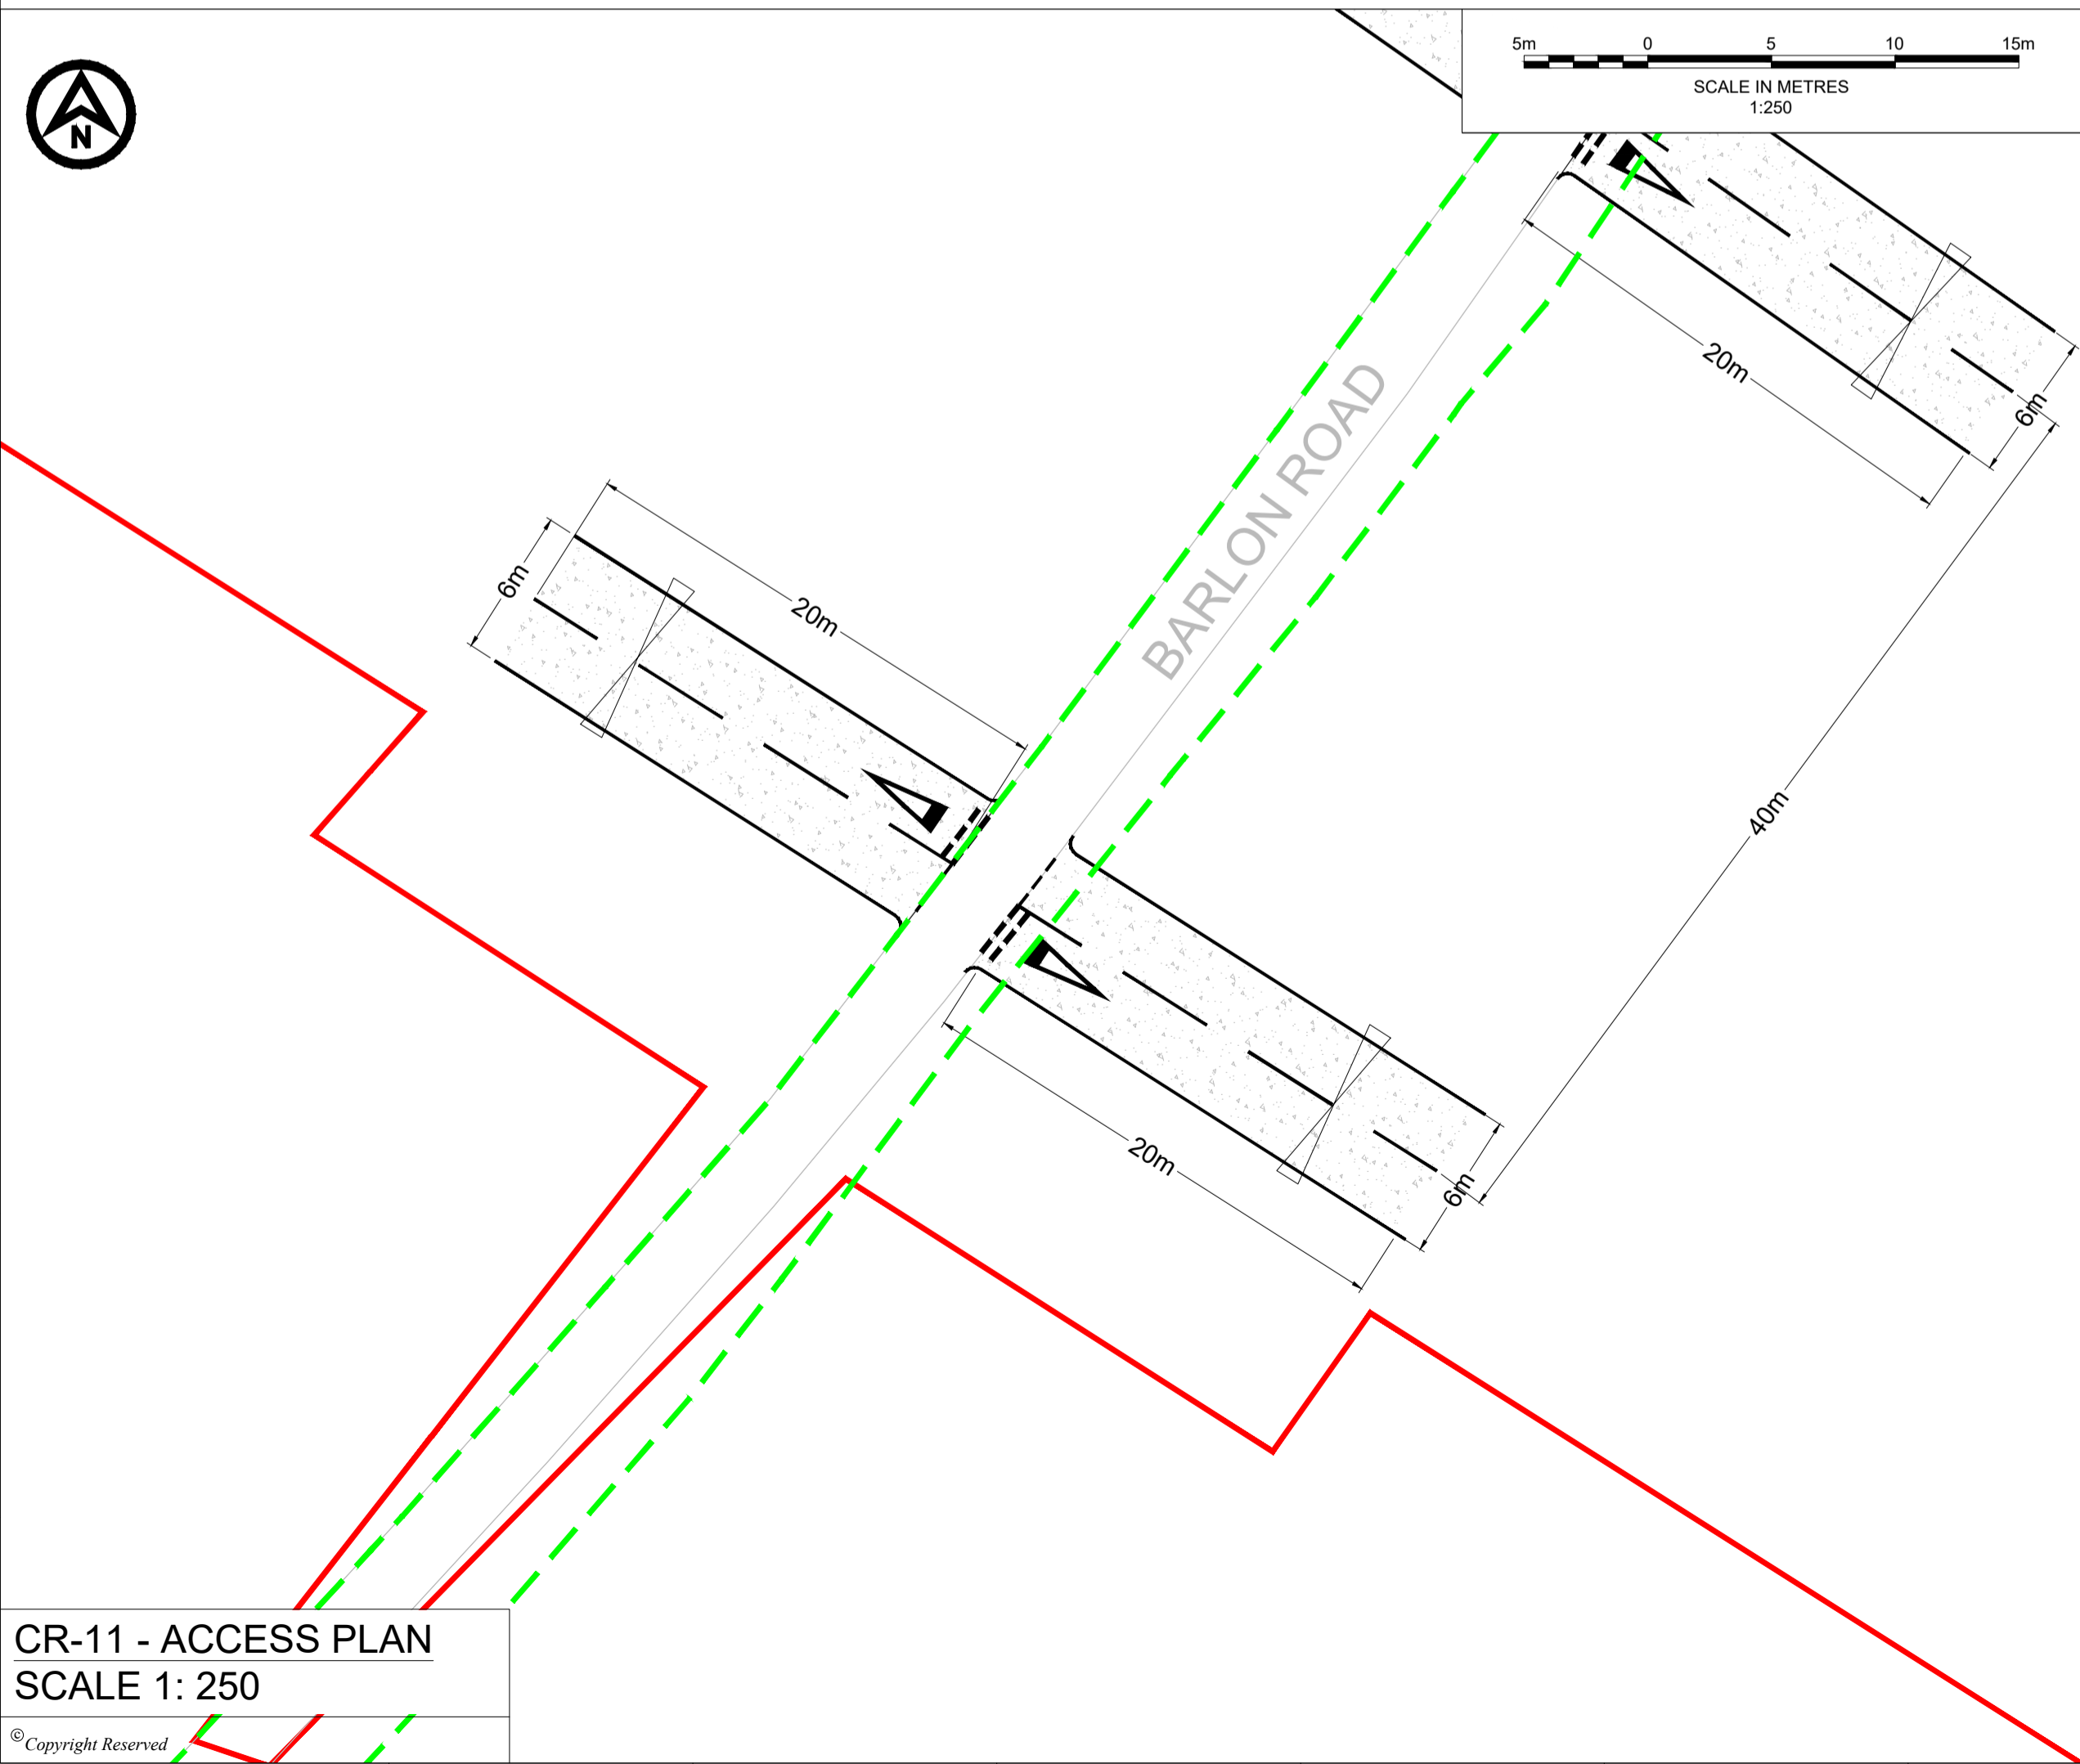 5m 0 5 10 15m
SCALE IN METRES
1:250
N
20m
6m
BARLON ROAD
6m
20m
40m
20m
6m
CR-11 - ACCESS PLAN
SCALE 1: 250
© Copyright Reserved